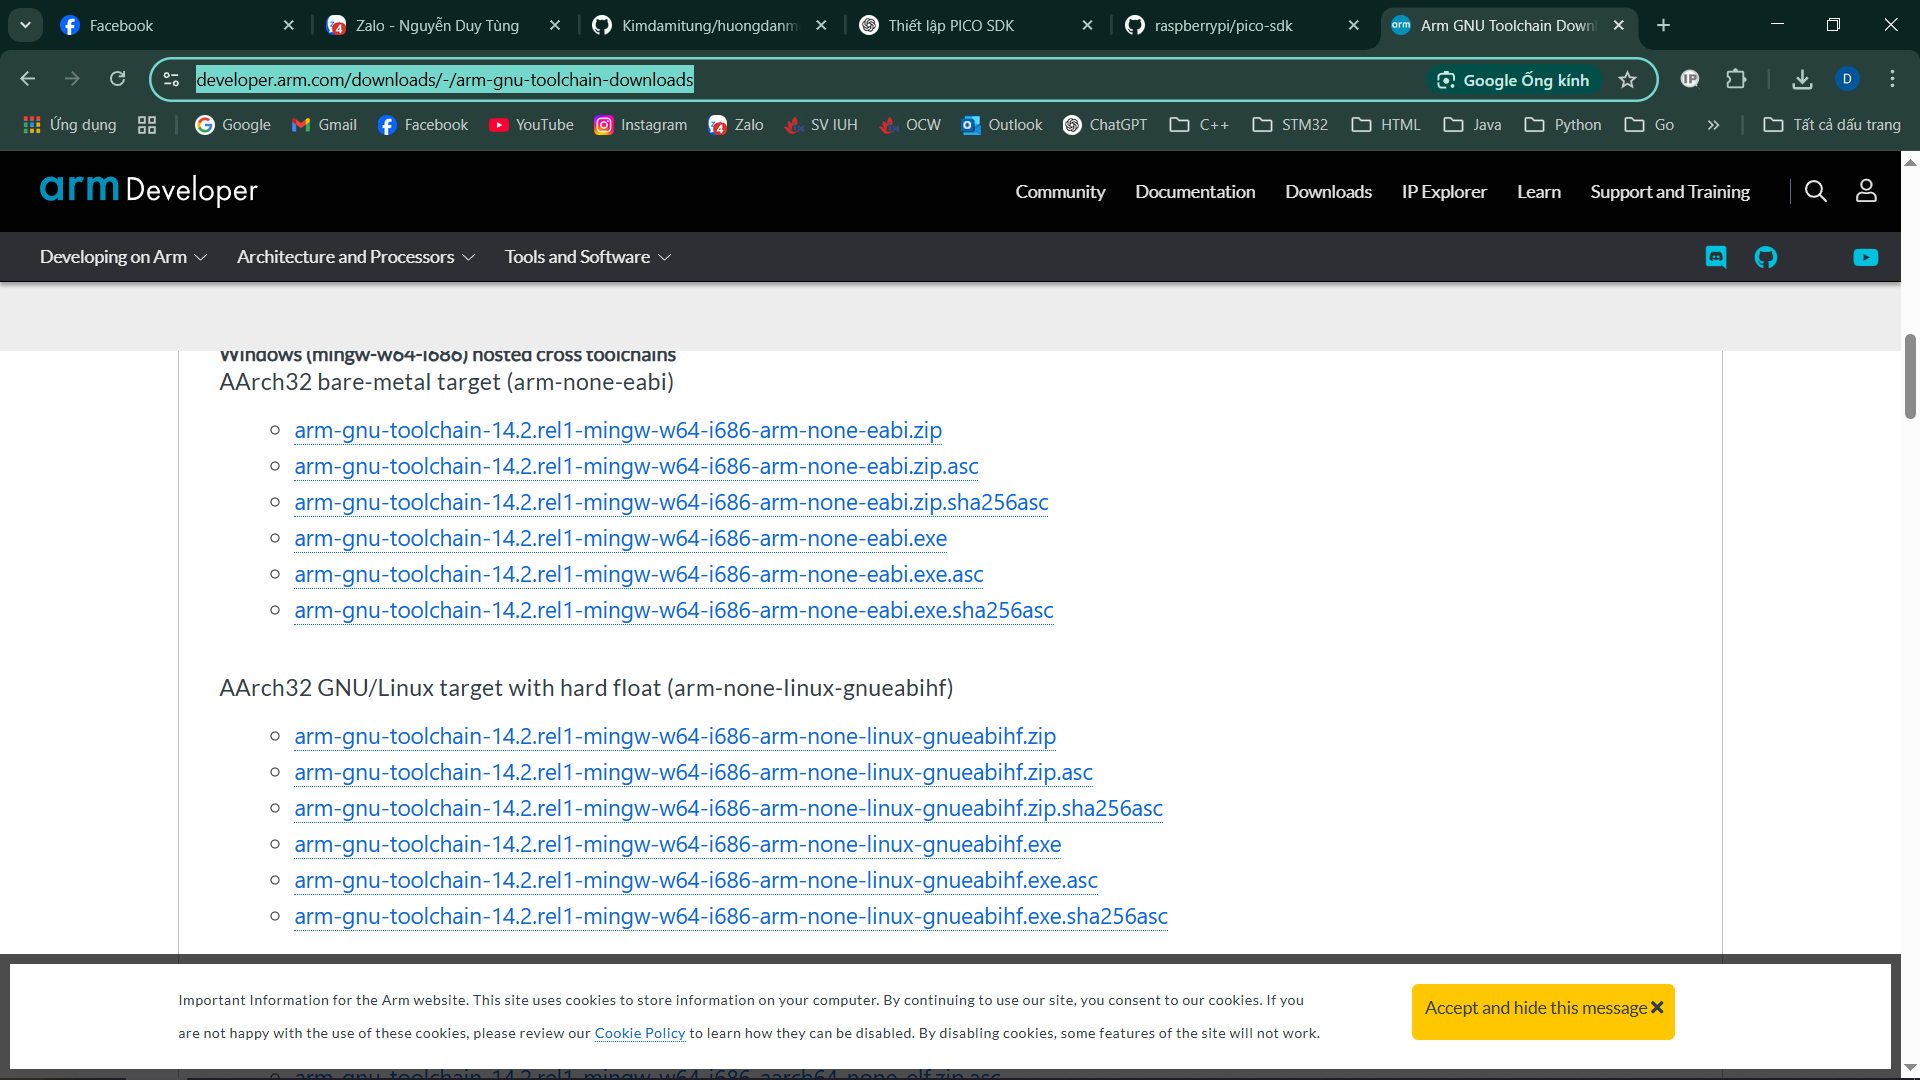 Facebook
Zalo - Nguyễn Duy Tùng
Kimdamitung/huongdanm
Thiết lập PICO SDK
raspberrypi/pico-sdk
Arm GNU Toolchain Down
developer.arm.com/downloads/-/arm-gnu-toolchain-downloads
Google Ống kính
IP
D
Ứng dụng
Google
Gmail
Facebook
YouTube
Instagram
Zalo
SV IUH
OCW
Outlook
ChatGPT
C++
STM32
HTML
Java
Python
Go
Tất cả dấu trang
arm Developer
Community
Documentation
Downloads
IP Explorer
Learn
Support and Training
Developing on Arm
Architecture and Processors
Tools and Software
Windows (mingw-w64-i686) hosted cross toolchains
AArch32 bare-metal target (arm-none-eabi)
arm-gnu-toolchain-14.2.rel1-mingw-w64-i686-arm-none-eabi.zip
arm-gnu-toolchain-14.2.rel1-mingw-w64-i686-arm-none-eabi.zip.asc
arm-gnu-toolchain-14.2.rel1-mingw-w64-i686-arm-none-eabi.zip.sha256asc
arm-gnu-toolchain-14.2.rel1-mingw-w64-i686-arm-none-eabi.exe
arm-gnu-toolchain-14.2.rel1-mingw-w64-i686-arm-none-eabi.exe.asc
arm-gnu-toolchain-14.2.rel1-mingw-w64-i686-arm-none-eabi.exe.sha256asc
AArch32 GNU/Linux target with hard float (arm-none-linux-gnueabihf)
arm-gnu-toolchain-14.2.rel1-mingw-w64-i686-arm-none-linux-gnueabihf.zip
arm-gnu-toolchain-14.2.rel1-mingw-w64-i686-arm-none-linux-gnueabihf.zip.asc
arm-gnu-toolchain-14.2.rel1-mingw-w64-i686-arm-none-linux-gnueabihf.zip.sha256asc
arm-gnu-toolchain-14.2.rel1-mingw-w64-i686-arm-none-linux-gnueabihf.exe
arm-gnu-toolchain-14.2.rel1-mingw-w64-i686-arm-none-linux-gnueabihf.exe.asc
arm-gnu-toolchain-14.2.rel1-mingw-w64-i686-arm-none-linux-gnueabihf.exe.sha256asc
Important Information for the Arm website. This site uses cookies to store information on your computer. By continuing to use our site, you consent to our cookies. If you
are not happy with the use of these cookies, please review our Cookie Policy to learn how they can be disabled. By disabling cookies, some features of the site will not work.
Accept and hide this message
arm-gnu-toolchain-14.2.rel1-mingw-w64-i686-aarch64-none-elf.zip.asc